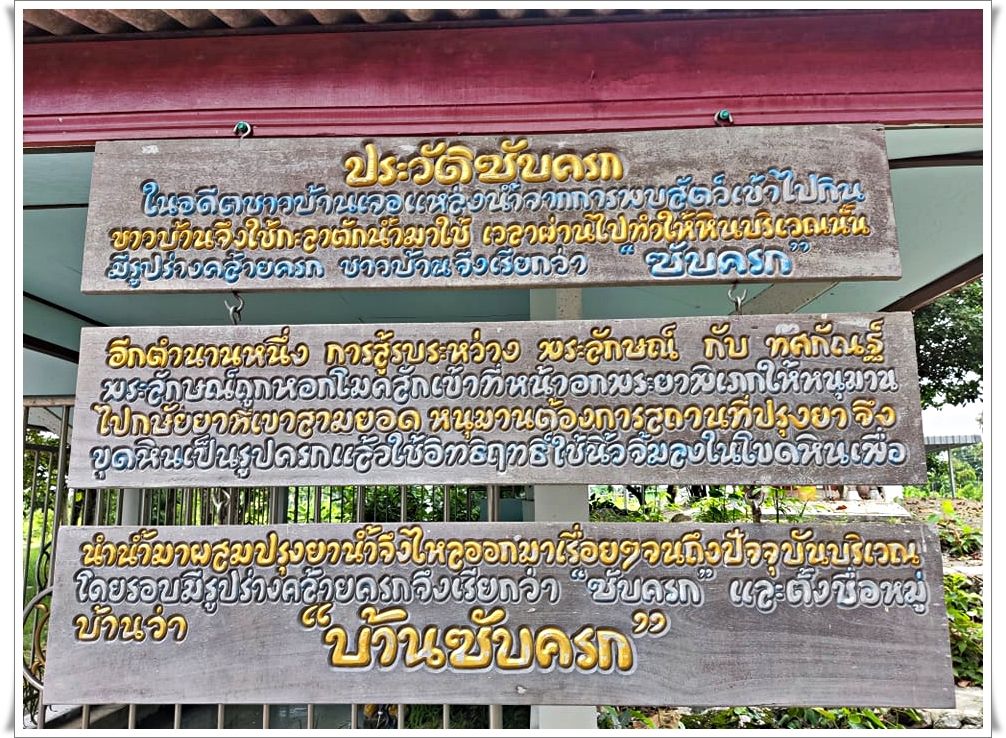 ประวัติซับครก
ในอดีตชาวบ้านเจอแหล่งน้ำจากการพบสัตว์เข้าไปกิน
ชาวบ้านจึงใช้กะลาตักน้ำมาใช้ เวลาผ่านไปทำให้หินบริเวณนั้น
มีรูปร่างคล้ายครก ชาวบ้านจึงเรียกว่า “ซับครก”
อีกตำนานหนึ่ง การสู้รบระหว่าง พระลักษณ์ กับ ทศกัณฐ์
พระลักษณ์ถูกหอกโมคสักเข้าที่หน้าอกพระยาพิเภกให้หนุมาน
ไปกษัยยาที่เขาสามยอด หนุมานต้องการสถานที่ปรุงยา จึง
ขุดหินเป็นรูปครกแล้วใช้อิทธิฤทธิ์ใช้นิ้วจิ้มลงในโขดหินเพื่อ
นำน้ำมาผสมปรุงยาน้ำจึงไหลออกมาเรื่อยๆจนถึงปัจจุบันบริเวณ
โดยรอบมีรูปร่างคล้ายครกจึงเรียกว่า “ซับครก” และตั้งชื่อหมู่
บ้านว่า “บ้านซับครก”